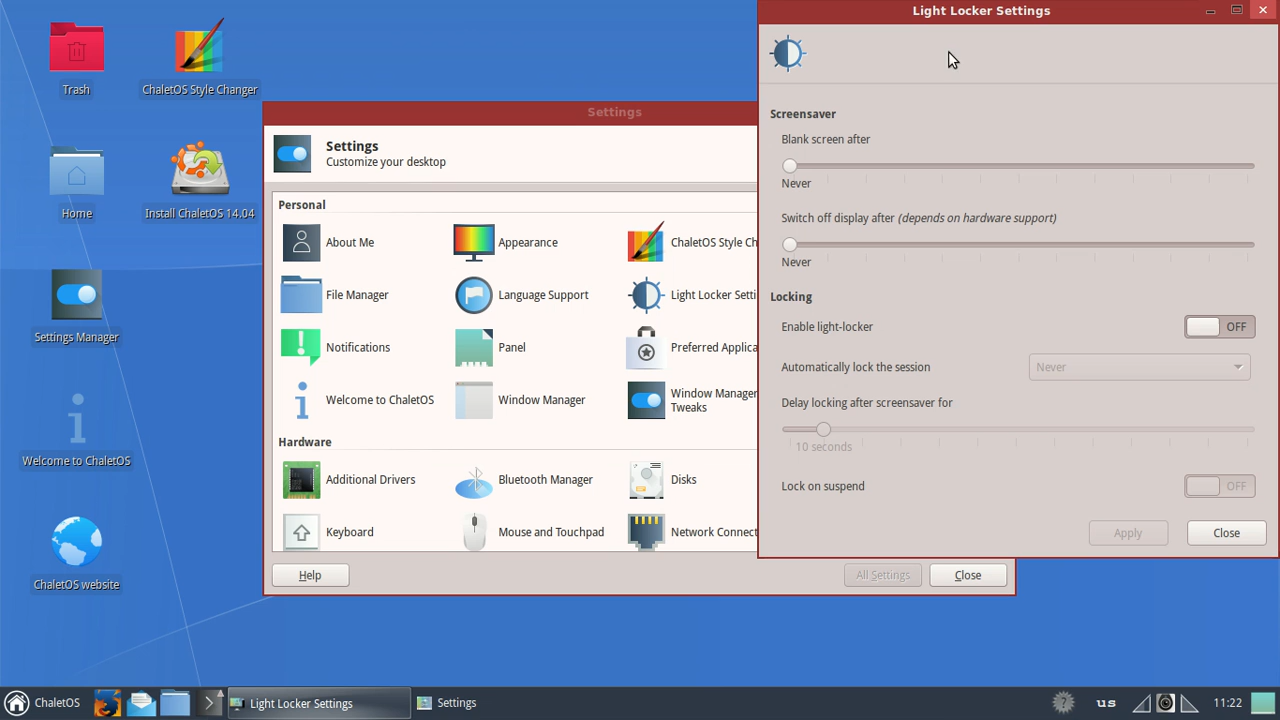 Light Locker Settings
Trash
ChaletOS Style Changer
Home
Install ChaletOS 14.04
Settings Manager
Welcome to ChaletOS
ChaletOS website
Settings
Settings
Customize your desktop
Personal
About Me
Appearance
ChaletOS Style Ch
File Manager
Language Support
Light Locker Setti
Notifications
Panel
Preferred Applica
Welcome to ChaletOS
Window Manager
Window Manager
Tweaks
Hardware
Additional Drivers
Bluetooth Manager
Disks
Keyboard
Mouse and Touchpad
Network Connect
Help
All Settings
Close
Screensaver
Blank screen after
Never
Switch off display after (depends on hardware support)
Never
Locking
Enable light-locker
OFF
Automatically lock the session
Never
Delay locking after screensaver for
10 seconds
Lock on suspend
OFF
Apply
Close
ChaletOS
Light Locker Settings
Settings
us
11:22